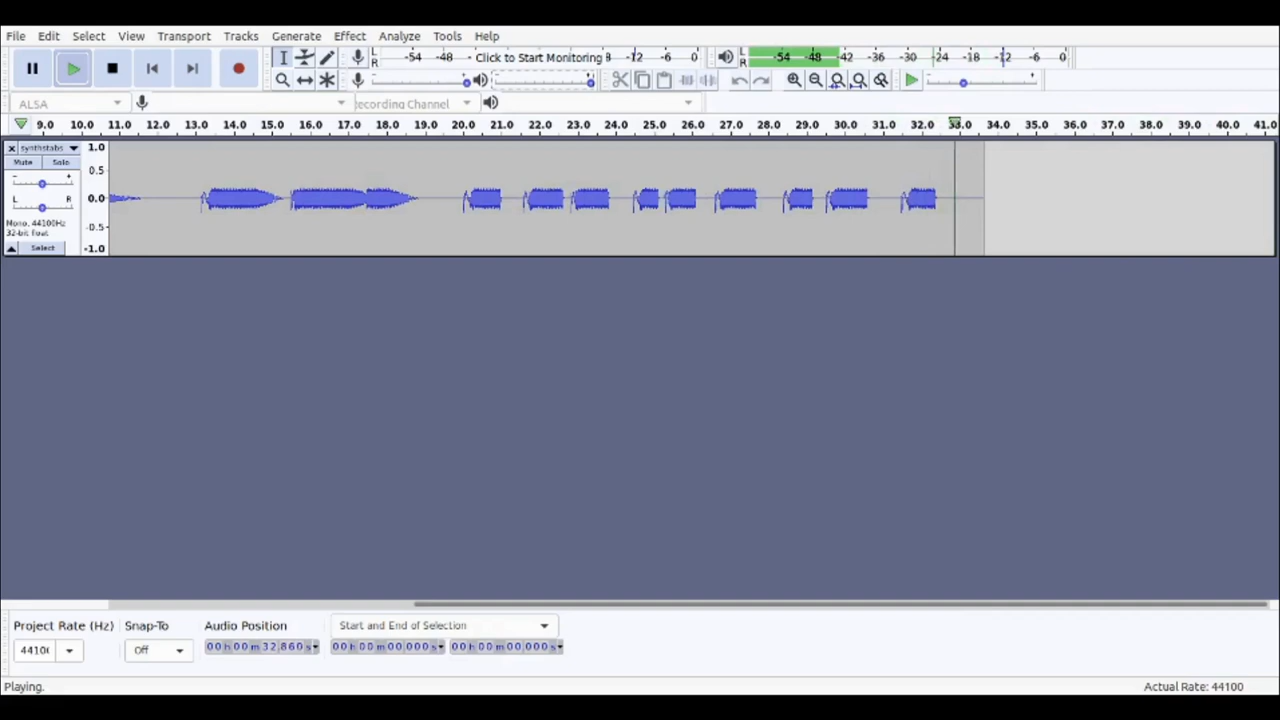 File Edit Select View Transport Tracks Generate Effect Analyze Tools Help
L R -54 -48 - Click to Start Monitoring 8 -12 -6 0 L R -54 -48 -42 -36 -30 -24 -18 -12 -6 0
ALSA ecording Channel
9.0 10.0 11.0 12.0 13.0 14.0 15.0 16.0 17.0 18.0 19.0 20.0 21.0 22.0 23.0 24.0 25.0 26.0 27.0 28.0 29.0 30.0 31.0 32.0 33.0 34.0 35.0 36.0 37.0 38.0 39.0 40.0 41.0
synthstabs 1.0
Mute Solo
- + 0.5
L R 0.0
Mono, 44100Hz
32-bit float -0.5
Select -1.0
Project Rate (Hz) Snap-To Audio Position Start and End of Selection
4410 Off 00 h 00 m 32.860 s 00 h 00 m 00.000 s 00 h 00 m 00.000 s
Playing. Actual Rate: 44100